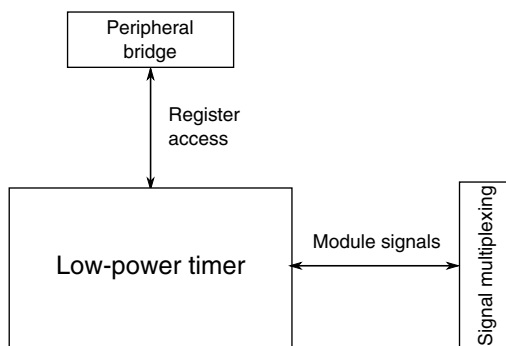 Peripheral
bridge
Register
access
Module signals
Low-power timer
Signal multiplexing